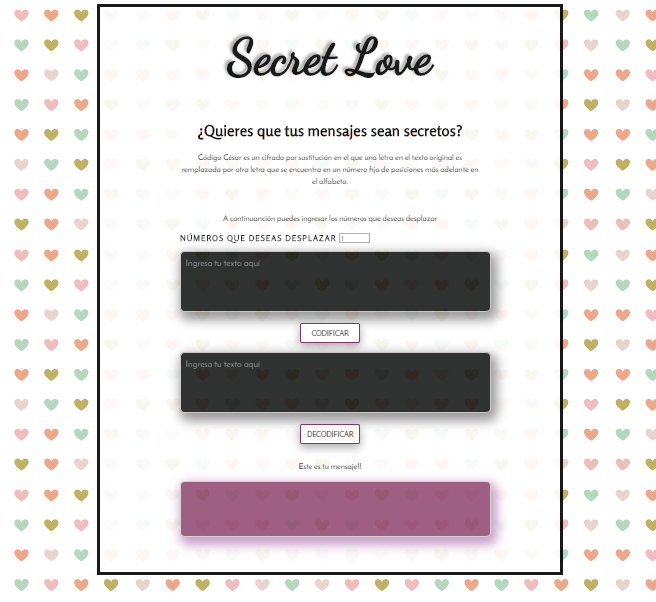 Secret Love
¿Quieres que tus mensajes sean secretos?
Código César es un cifrado por sustitución en el que una letra en el texto original es
remplazada por otra letra que se encuentra en un número fijo de posiciones más adelante en
el alfabeto.
A continuanción puedes ingresar los números que deseas desplazar
NÚMEROS QUE DESEAS DESPLAZAR 1
Ingresa tu texto aquí
CODIFICAR
Ingresa tu texto aquí
DECODIFICAR
Este es tu mensaje!!